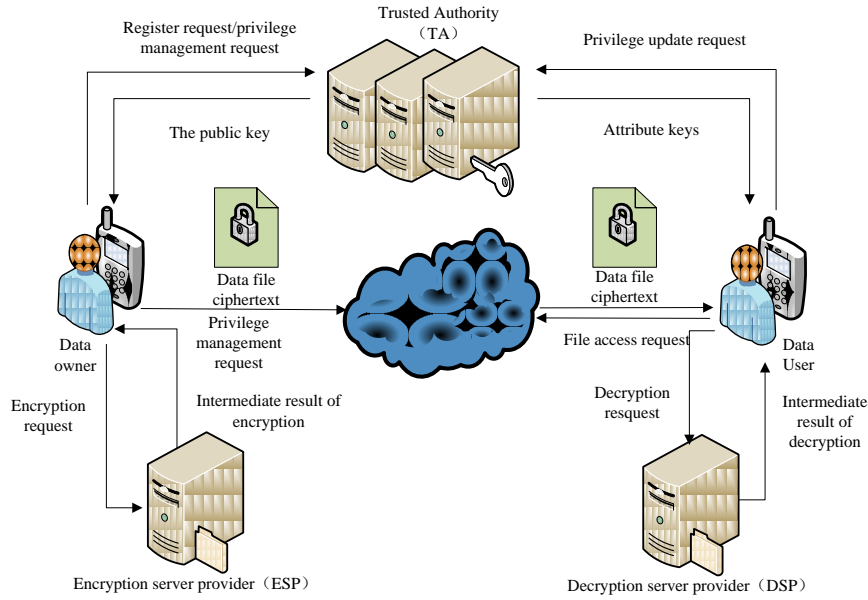 Trusted Authority
（TA）
Register request/privilege
management request
Privilege update request
The public key
Attribute keys
Data file
ciphertext
Data file
ciphertext
Privilege
management
request
File access request
Data
owner
Data
User
Encryption
request
Intermediate result of
encryption
Decryption
resquest
Intermediate
result of
decryption
Encryption server provider（ESP）
Decryption server provider（DSP）